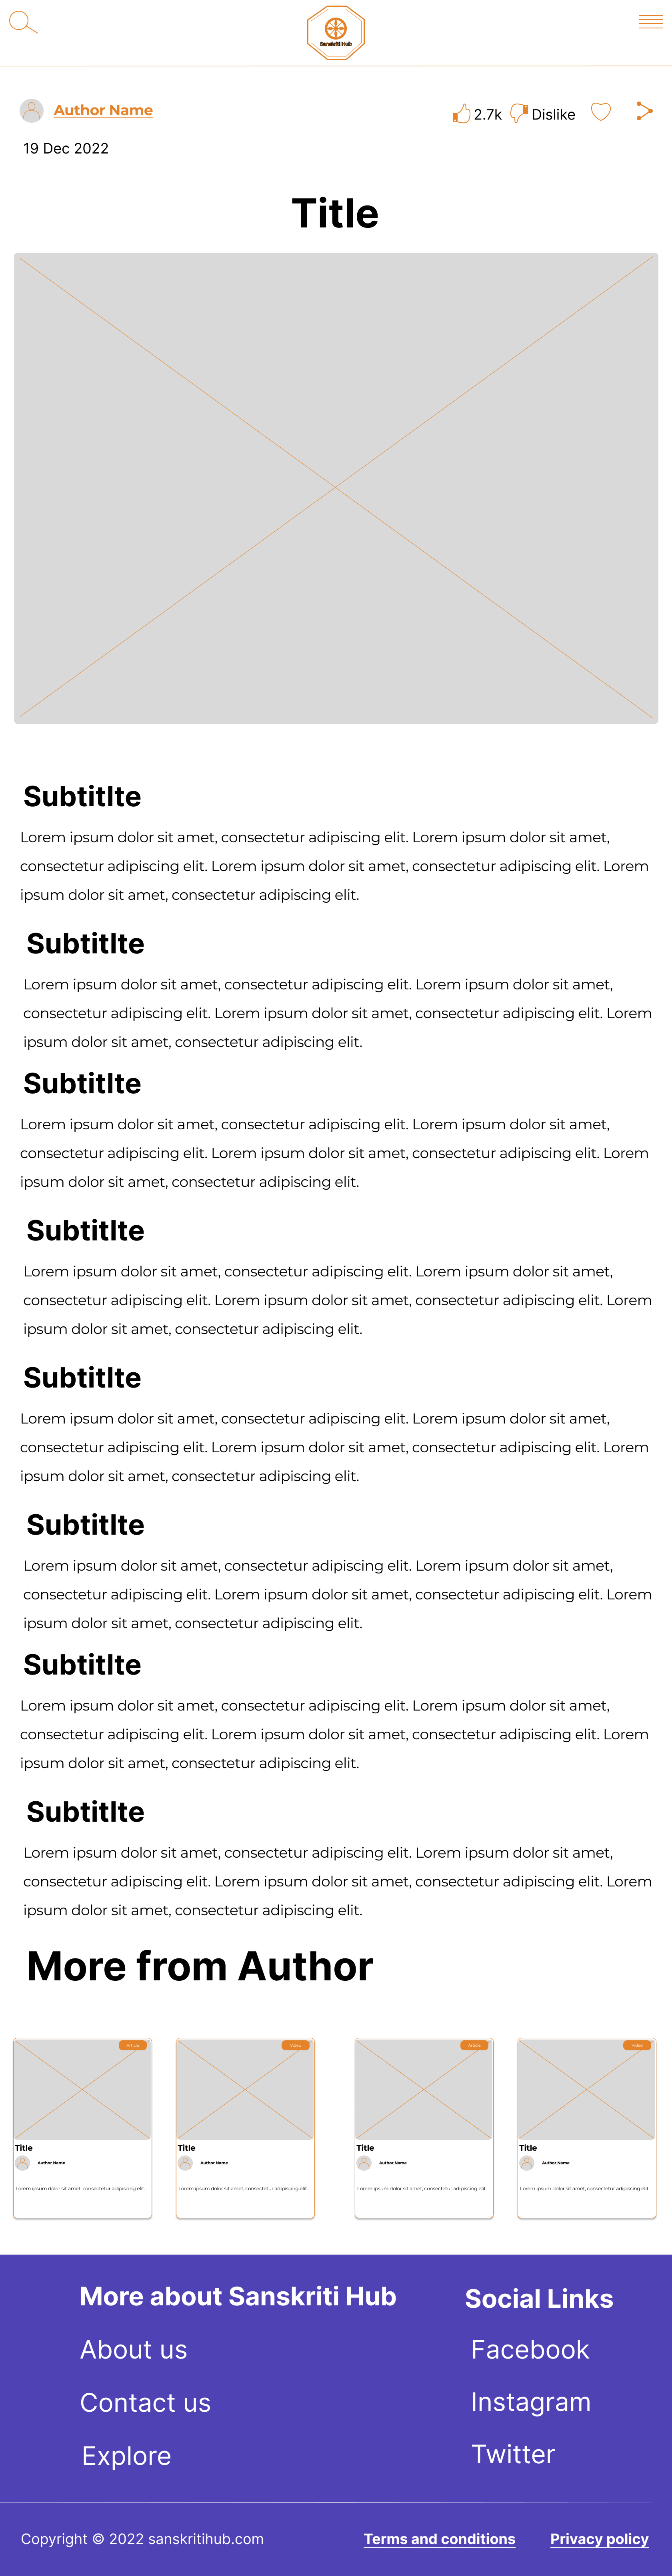 Sanskriti Hub
Author Name
2.7k
Dislike
19 Dec 2022
Title
Subtitlte
Lorem ipsum dolor sit amet, consectetur adipiscing elit. Lorem ipsum dolor sit amet,
consectetur adipiscing elit. Lorem ipsum dolor sit amet, consectetur adipiscing elit. Lorem
ipsum dolor sit amet, consectetur adipiscing elit.
Subtitlte
Lorem ipsum dolor sit amet, consectetur adipiscing elit. Lorem ipsum dolor sit amet,
consectetur adipiscing elit. Lorem ipsum dolor sit amet, consectetur adipiscing elit. Lorem
ipsum dolor sit amet, consectetur adipiscing elit.
Subtitlte
Lorem ipsum dolor sit amet, consectetur adipiscing elit. Lorem ipsum dolor sit amet,
consectetur adipiscing elit. Lorem ipsum dolor sit amet, consectetur adipiscing elit. Lorem
ipsum dolor sit amet, consectetur adipiscing elit.
Subtitlte
Lorem ipsum dolor sit amet, consectetur adipiscing elit. Lorem ipsum dolor sit amet,
consectetur adipiscing elit. Lorem ipsum dolor sit amet, consectetur adipiscing elit. Lorem
ipsum dolor sit amet, consectetur adipiscing elit.
Subtitlte
Lorem ipsum dolor sit amet, consectetur adipiscing elit. Lorem ipsum dolor sit amet,
consectetur adipiscing elit. Lorem ipsum dolor sit amet, consectetur adipiscing elit. Lorem
ipsum dolor sit amet, consectetur adipiscing elit.
Subtitlte
Lorem ipsum dolor sit amet, consectetur adipiscing elit. Lorem ipsum dolor sit amet,
consectetur adipiscing elit. Lorem ipsum dolor sit amet, consectetur adipiscing elit. Lorem
ipsum dolor sit amet, consectetur adipiscing elit.
Subtitlte
Lorem ipsum dolor sit amet, consectetur adipiscing elit. Lorem ipsum dolor sit amet,
consectetur adipiscing elit. Lorem ipsum dolor sit amet, consectetur adipiscing elit. Lorem
ipsum dolor sit amet, consectetur adipiscing elit.
Subtitlte
Lorem ipsum dolor sit amet, consectetur adipiscing elit. Lorem ipsum dolor sit amet,
consectetur adipiscing elit. Lorem ipsum dolor sit amet, consectetur adipiscing elit. Lorem
ipsum dolor sit amet, consectetur adipiscing elit.
More from Author
Title
Author Name
Lorem ipsum dolor sit amet, consectetur adipiscing elit.
Title
Author Name
Lorem ipsum dolor sit amet, consectetur adipiscing elit.
Title
Author Name
Lorem ipsum dolor sit amet, consectetur adipiscing elit.
Title
Author Name
Lorem ipsum dolor sit amet, consectetur adipiscing elit.
More about Sanskriti Hub
About us
Contact us
Explore
Social Links
Facebook
Instagram
Twitter
Copyright © 2022 sanskritihub.com
Terms and conditions
Privacy policy